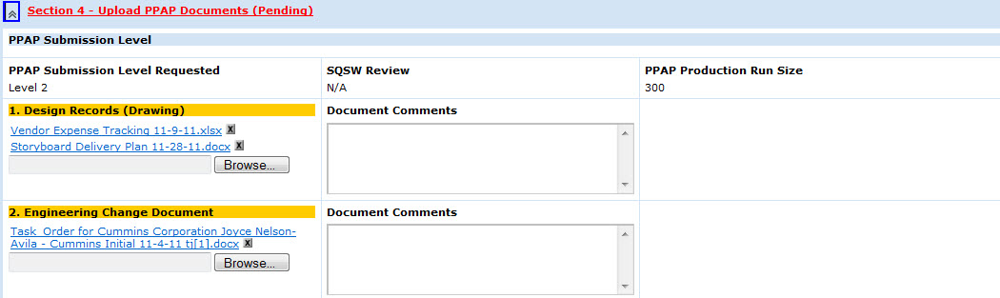 Section 4 - Upload PPAP Documents (Pending)
PPAP Submission Level
PPAP Submission Level Requested
Level 2
SQSW Review
N/A
PPAP Production Run Size
300
1. Design Records (Drawing)
Vendor Expense Tracking 11-9-11.xlsx X
Storyboard Delivery Plan 11-28-11.docx X
Browse...
Document Comments
2. Engineering Change Document
Task Order for Cummins Corporation Joyce Nelson-
Avila - Cummins Initial 11-4-11 tj[1].docx X
Browse...
Document Comments